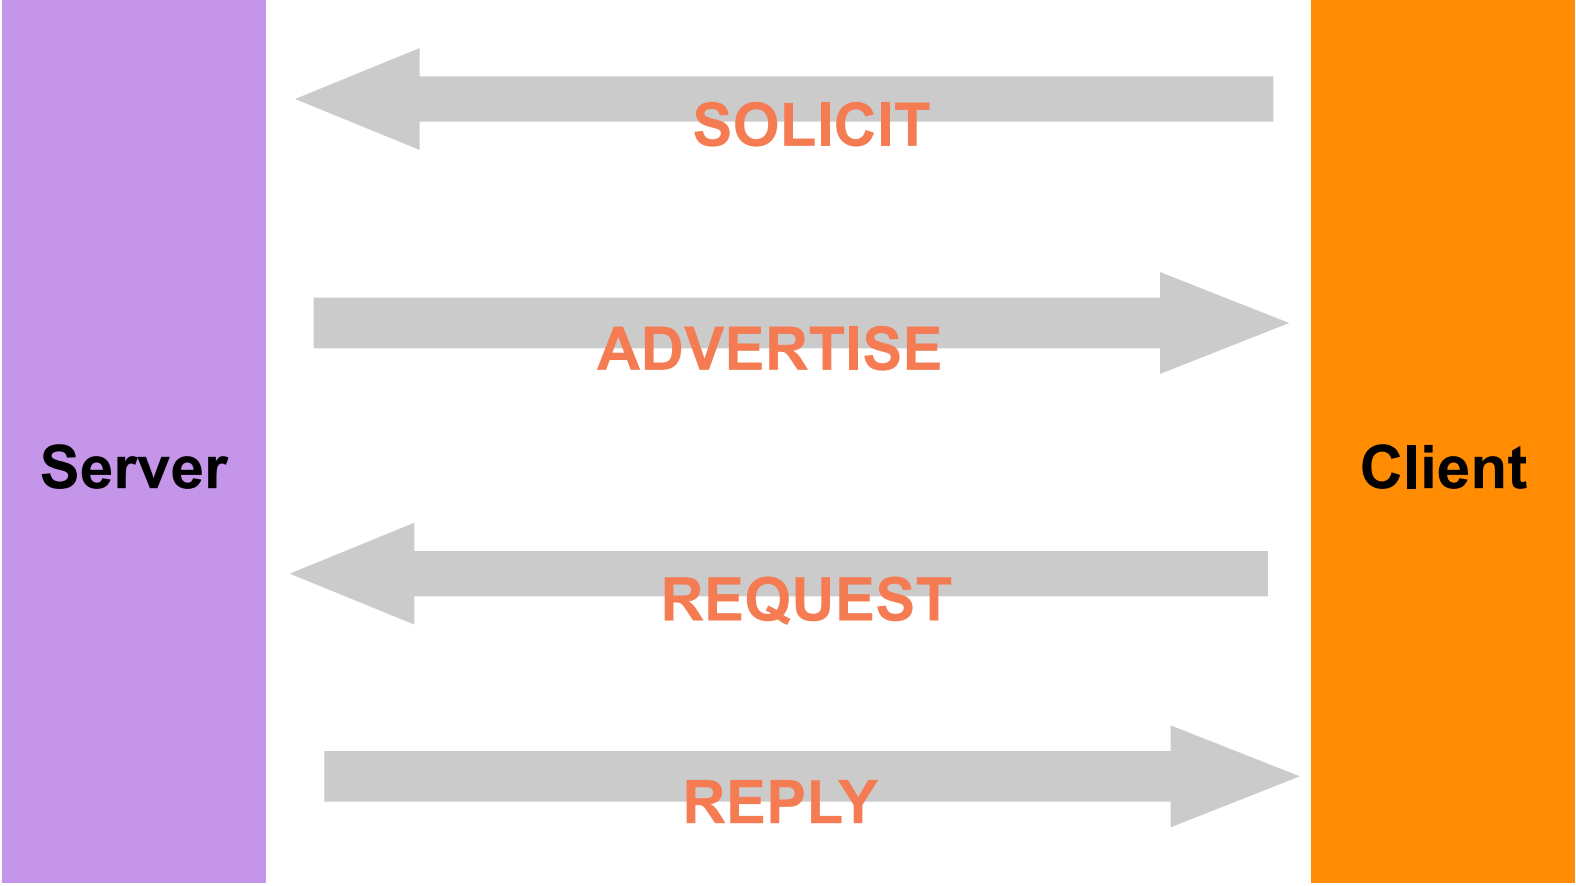 SOLICIT
ADVERTISE
Server
Client
REQUEST
REPLY